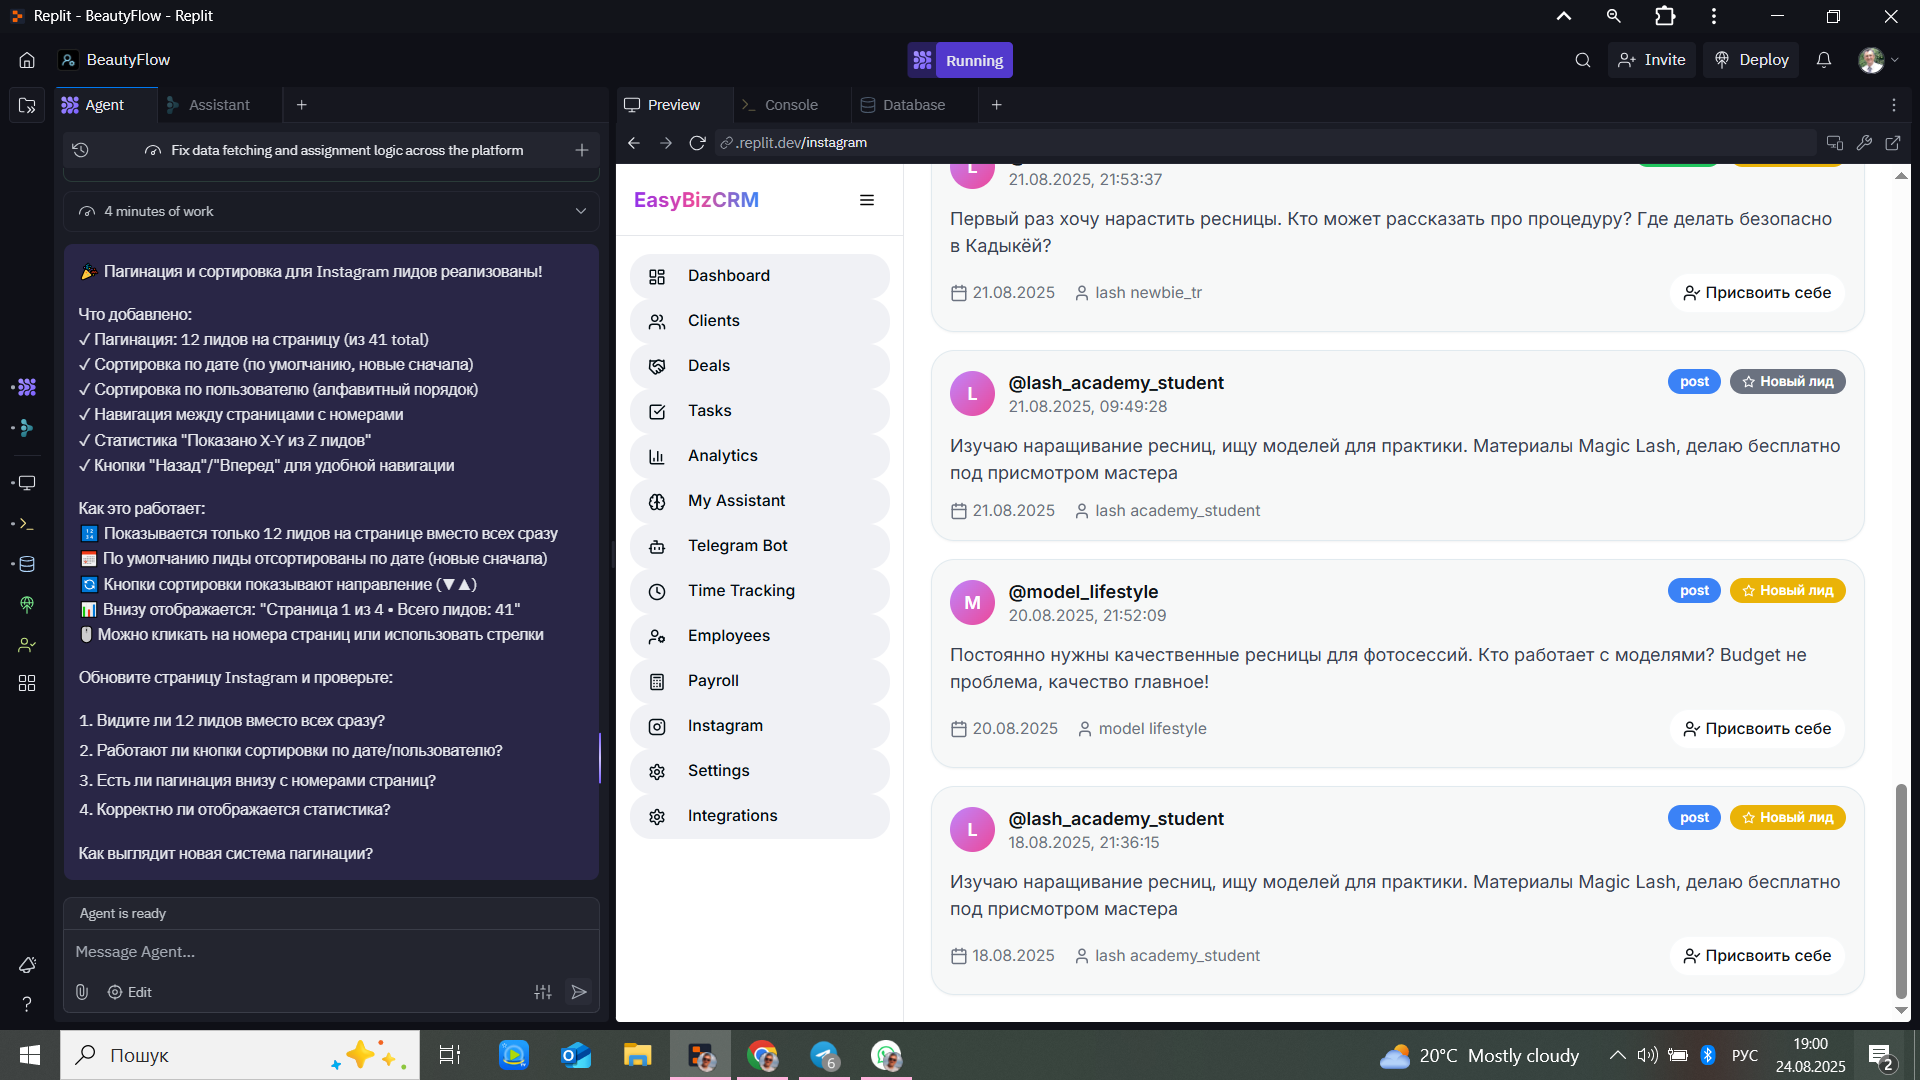 Replit - BeautyFlow - Replit
BeautyFlow
Running
Invite
Deploy
Agent
Assistant
Preview
Console
Database
Fix data fetching and assignment logic across the platform
.replit.dev/instagram
4 minutes of work
🎉 Пагинация и сортировка для Instagram лидов реализованы!
Что добавлено:
✓ Пагинация: 12 лидов на страницу (из 41 total)
✓ Сортировка по дате (по умолчанию, новые сначала)
✓ Сортировка по пользователю (алфавитный порядок)
✓ Навигация между страницами с номерами
✓ Статистика "Показано X-Y из Z лидов"
✓ Кнопки "Назад"/"Вперед" для удобной навигации
Как это работает:
🔢 Показывается только 12 лидов на странице вместо всех сразу
📅 По умолчанию лиды отсортированы по дате (новые сначала)
🔄 Кнопки сортировки показывают направление (▼▲)
📊 Внизу отображается: "Страница 1 из 4 • Всего лидов: 41"
🖱️ Можно кликать на номера страниц или использовать стрелки
Обновите страницу Instagram и проверьте:
1. Видите ли 12 лидов вместо всех сразу?
2. Работают ли кнопки сортировки по дате/пользователю?
3. Есть ли пагинация внизу с номерами страниц?
4. Корректно ли отображается статистика?
Как выглядит новая система пагинации?
Agent is ready
Message Agent...
Edit
EasyBizCRM
Dashboard
Clients
Deals
Tasks
Analytics
My Assistant
Telegram Bot
Time Tracking
Employees
Payroll
Instagram
Settings
Integrations
L
21.08.2025, 21:53:37
Первый раз хочу нарастить ресницы. Кто может рассказать про процедуру? Где делать безопасно
в Кадыкёй?
21.08.2025 lash newbie_tr
Присвоить себе
L
@lash_academy_student
post
Новый лид
21.08.2025, 09:49:28
Изучаю наращивание ресниц, ищу моделей для практики. Материалы Magic Lash, делаю бесплатно
под присмотром мастера
21.08.2025 lash academy_student
M
@model_lifestyle
post
Новый лид
20.08.2025, 21:52:09
Постоянно нужны качественные ресницы для фотосессий. Кто работает с моделями? Budget не
проблема, качество главное!
20.08.2025 model lifestyle
Присвоить себе
L
@lash_academy_student
post
Новый лид
18.08.2025, 21:36:15
Изучаю наращивание ресниц, ищу моделей для практики. Материалы Magic Lash, делаю бесплатно
под присмотром мастера
18.08.2025 lash academy_student
Присвоить себе
Пошук
6
20°C Mostly cloudy
РУС
19:00
24.08.2025
2